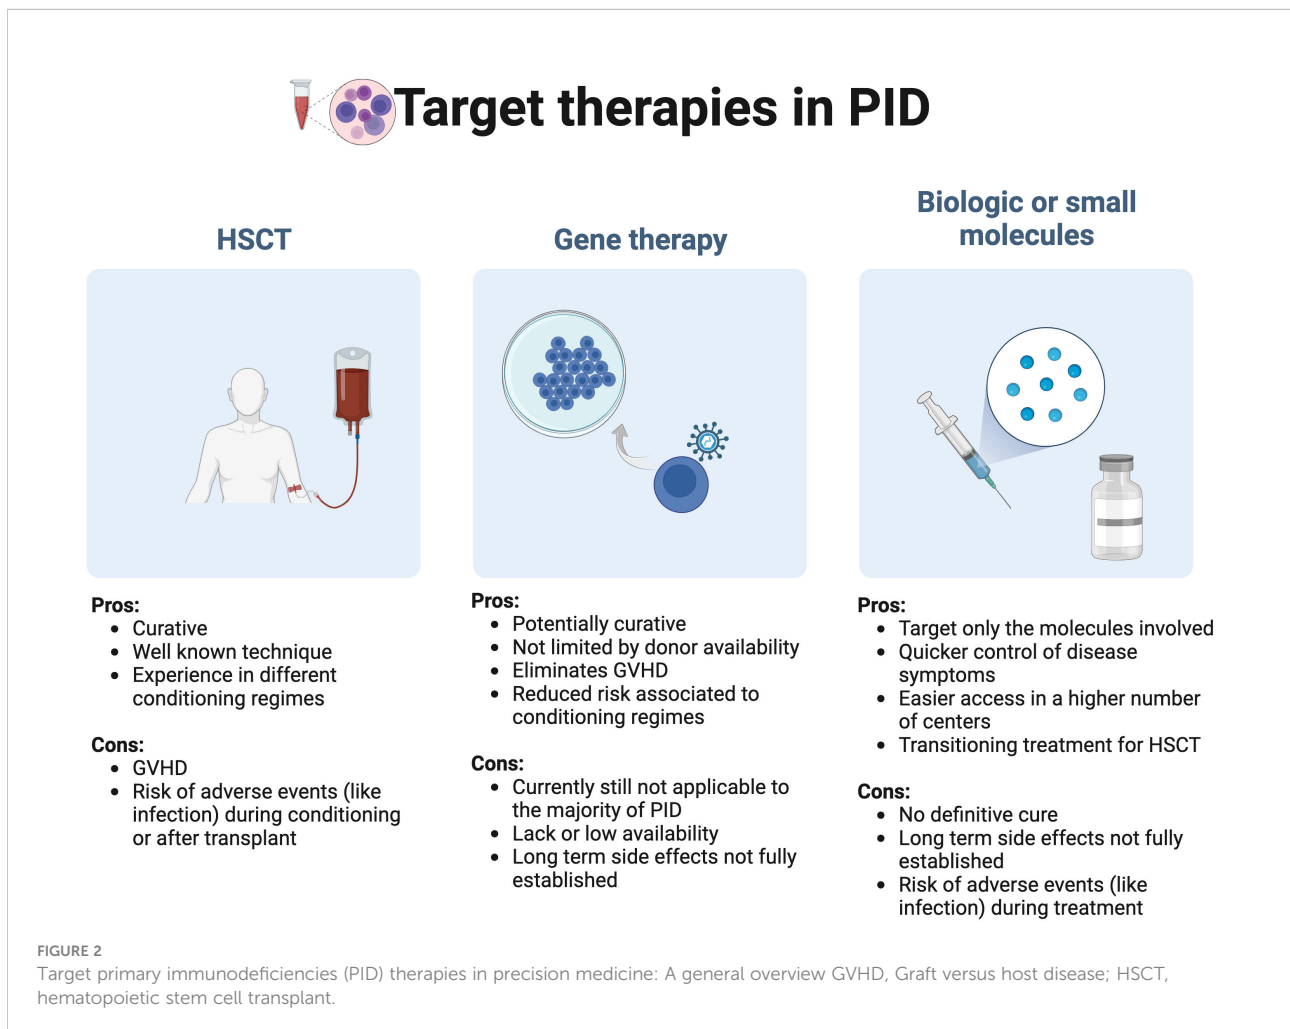 Target therapies in PID
HSCT
Pros:
• Curative
• Well known technique
• Experience in different
conditioning regimes
Cons:
• GVHD
• Risk of adverse events (like
infection) during conditioning
or after transplant
Gene therapy
Pros:
• Potentially curative
• Not limited by donor availability
• Eliminates GVHD
• Reduced risk associated to
conditioning regimes
Cons:
• Currently still not applicable to
the majority of PID
• Lack or low availability
• Long term side effects not fully
established
Biologic or small
molecules
Pros:
• Target only the molecules involved
• Quicker control of disease
symptoms
• Easier access in a higher number
of centers
• Transitioning treatment for HSCT
Cons:
• No definitive cure
• Long term side effects not fully
established
• Risk of adverse events (like
infection) during treatment
FIGURE 2
Target primary immunodeficiencies (PID) therapies in precision medicine: A general overview GVHD, Graft versus host disease; HSCT,
hematopoietic stem cell transplant.